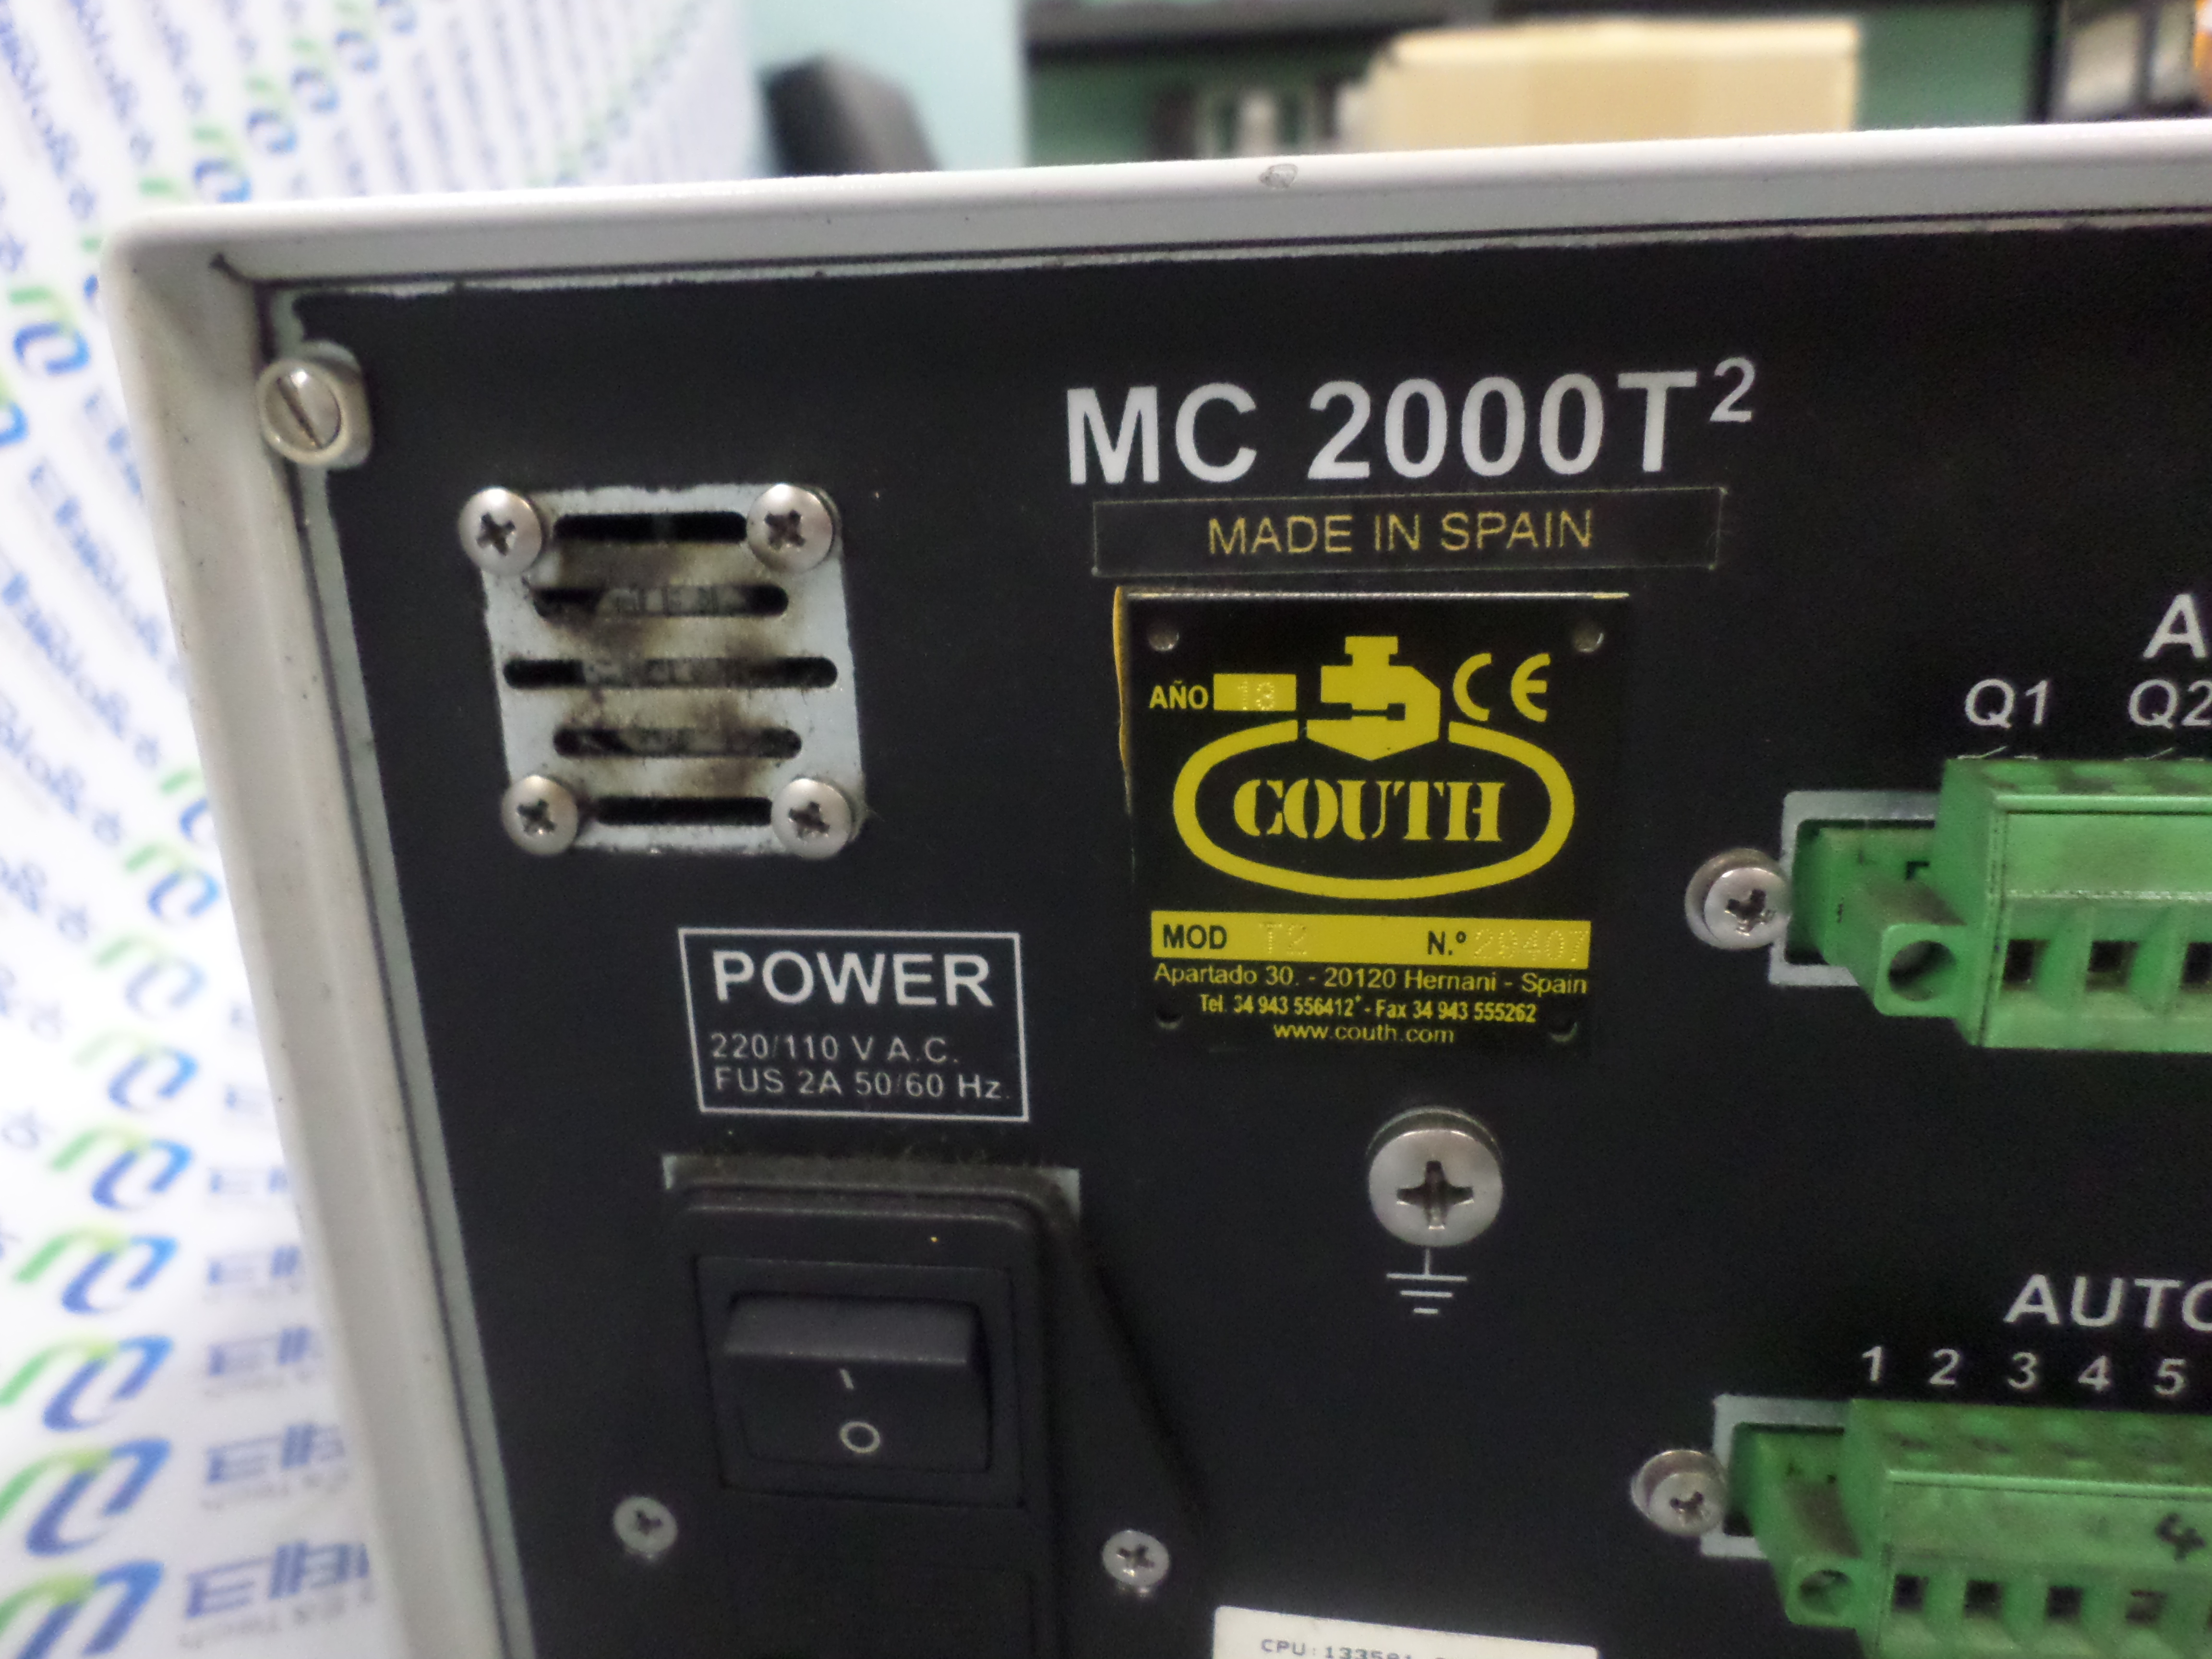 MC 2000T²
MADE IN SPAIN
AÑO 13 CE
COUTH
MOD T2 N.º 29407
Apartado 30. - 20120 Hernani - Spain
Tel. 34 943 556412* - Fax 34 943 555262
www.couth.com
POWER
220/110 V A.C.
FUS 2A 50/60 Hz.
Q1 Q2
1 2 3 4 5
4
I
O